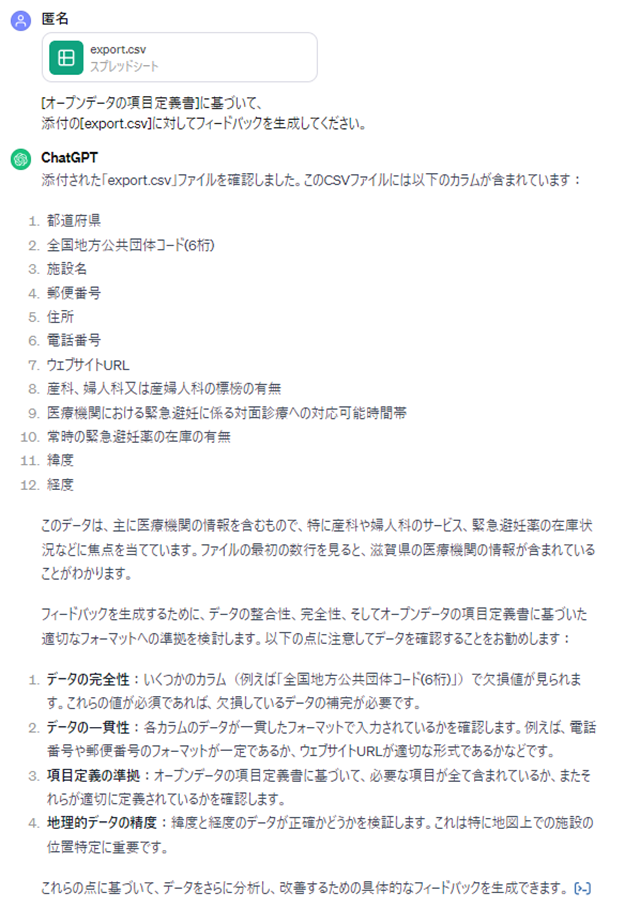 匿名
export.csv
スプレッドシート
[オープンデータの項目定義書]に基づいて、
添付の[export.csv]に対してフィードバックを生成してください。
ChatGPT
添付された「export.csv」ファイルを確認しました。このCSVファイルには以下のカラムが含まれています：
1. 都道府県
2. 全国地方公共団体コード(6桁)
3. 施設名
4. 郵便番号
5. 住所
6. 電話番号
7. ウェブサイトURL
8. 産科、婦人科又は産婦人科の標榜の有無
9. 医療機関における緊急避妊に係る対面診療への対応可能時間帯
10. 常時の緊急避妊薬の在庫の有無
11. 緯度
12. 経度
このデータは、主に医療機関の情報を含むもので、特に産科や婦人科のサービス、緊急避妊薬の在庫状
況などに焦点を当てています。ファイルの最初の数行を見ると、滋賀県の医療機関の情報が含まれている
ことがわかります。
フィードバックを生成するために、データの整合性、完全性、そしてオープンデータの項目定義書に基づいた
適切なフォーマットへの準拠を検討します。以下の点に注意してデータを確認することをお勧めします：
1. データの完全性：いくつかのカラム（例えば「全国地方公共団体コード(6桁)」）で欠損値が見られま
す。これらの値が必須であれば、欠損しているデータの補完が必要です。
2. データの一貫性：各カラムのデータが一貫したフォーマットで入力されているかを確認します。例えば、電話
番号や郵便番号のフォーマットが一定であるか、ウェブサイトURLが適切な形式であるかなどです。
3. 項目定義の準拠：オープンデータの項目定義書に基づいて、必要な項目が全て含まれているか、またそ
れらが適切に定義されているかを確認します。
4. 地理的データの精度：緯度と経度のデータが正確かどうかを検証します。これは特に地図上での施設の
位置特定に重要です。
これらの点に基づいて、データをさらに分析し、改善するための具体的なフィードバックを生成できます。 [>-]